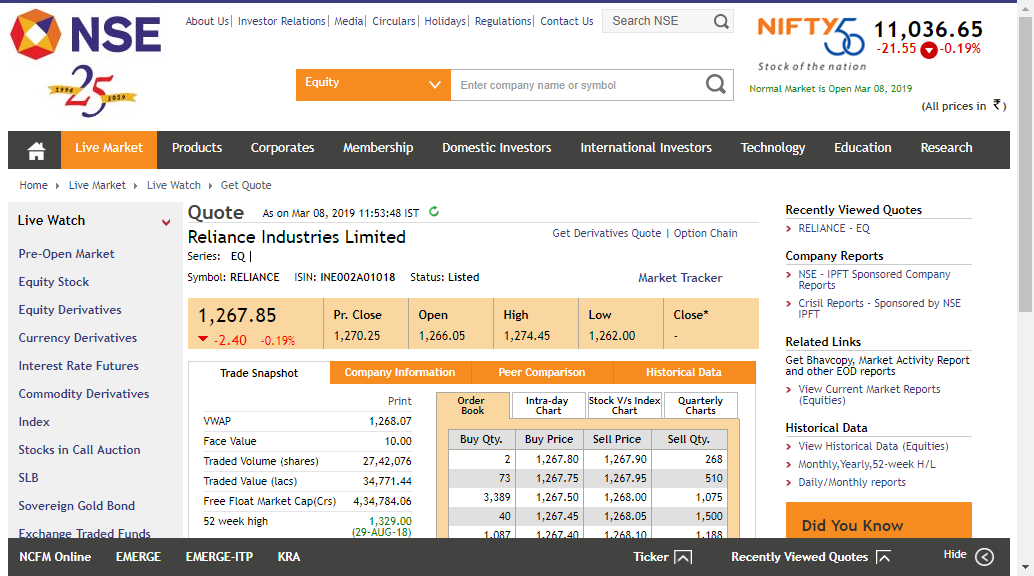 NSE
1994 25 2019
About Us | Investor Relations | Media | Circulars | Holidays | Regulations | Contact Us
Search NSE
Equity
Enter company name or symbol
NIFTY 50
Stock of the nation
11,036.65
-21.55 -0.19%
Normal Market is Open Mar 08, 2019
(All prices in ₹)
Live Market Products Corporates Membership Domestic Investors International Investors Technology Education Research
Home Live Market Live Watch Get Quote
Live Watch
Pre-Open Market
Equity Stock
Equity Derivatives
Currency Derivatives
Interest Rate Futures
Commodity Derivatives
Index
Stocks in Call Auction
SLB
Sovereign Gold Bond
Exchange Traded Funds
Quote As on Mar 08, 2019 11:53:48 IST
Reliance Industries Limited
Get Derivatives Quote | Option Chain
Series: EQ |
Symbol: RELIANCE ISIN: INE002A01018 Status: Listed
Market Tracker
1,267.85
-2.40 -0.19%
Pr. Close
1,270.25
Open
1,266.05
High
1,274.45
Low
1,262.00
Close*
-
Trade Snapshot Company Information Peer Comparison Historical Data
Print
VWAP 1,268.07
Face Value 10.00
Traded Volume (shares) 27,42,076
Traded Value (lacs) 34,771.44
Free Float Market Cap(Crs) 4,34,784.06
52 week high 1,329.00
(29-AUG-18)
Order
Book
Intra-day
Chart
Stock V/s Index
Chart
Quarterly
Charts
Buy Qty. Buy Price Sell Price Sell Qty.
2 1,267.80 1,267.90 268
73 1,267.75 1,267.95 510
3,389 1,267.50 1,268.00 1,075
40 1,267.45 1,268.05 1,500
1,087 1,267.40 1,268.10 1,188
Recently Viewed Quotes
RELIANCE - EQ
Company Reports
NSE - IPFT Sponsored Company
Reports
Crisil Reports - Sponsored by NSE
IPFT
Related Links
Get Bhavcopy, Market Activity Report
and other EOD reports
View Current Market Reports
(Equities)
Historical Data
View Historical Data (Equities)
Monthly,Yearly,52-week H/L
Daily/Monthly reports
Did You Know
NCFM Online EMERGE EMERGE-ITP KRA
Ticker Recently Viewed Quotes Hide